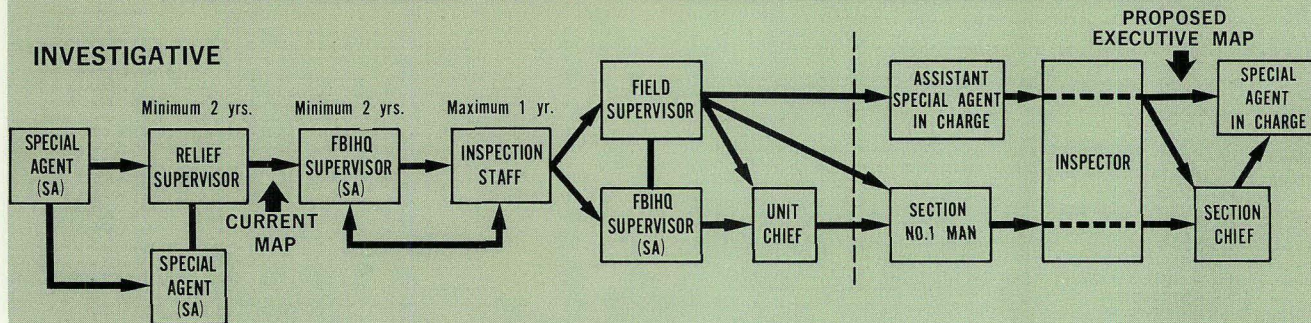 INVESTIGATIVE
SPECIAL
AGENT
(SA)
Minimum 2 yrs.
RELIEF
SUPERVISOR
CURRENT
MAP
SPECIAL
AGENT
(SA)
Minimum 2 yrs.
FBIHQ
SUPERVISOR
(SA)
Maximum 1 yr.
INSPECTION
STAFF
FIELD
SUPERVISOR
FBIHQ
SUPERVISOR
(SA)
UNIT
CHIEF
ASSISTANT
SPECIAL AGENT
IN CHARGE
SECTION
NO.1 MAN
INSPECTOR
PROPOSED
EXECUTIVE MAP
SPECIAL
AGENT
IN CHARGE
SECTION
CHIEF